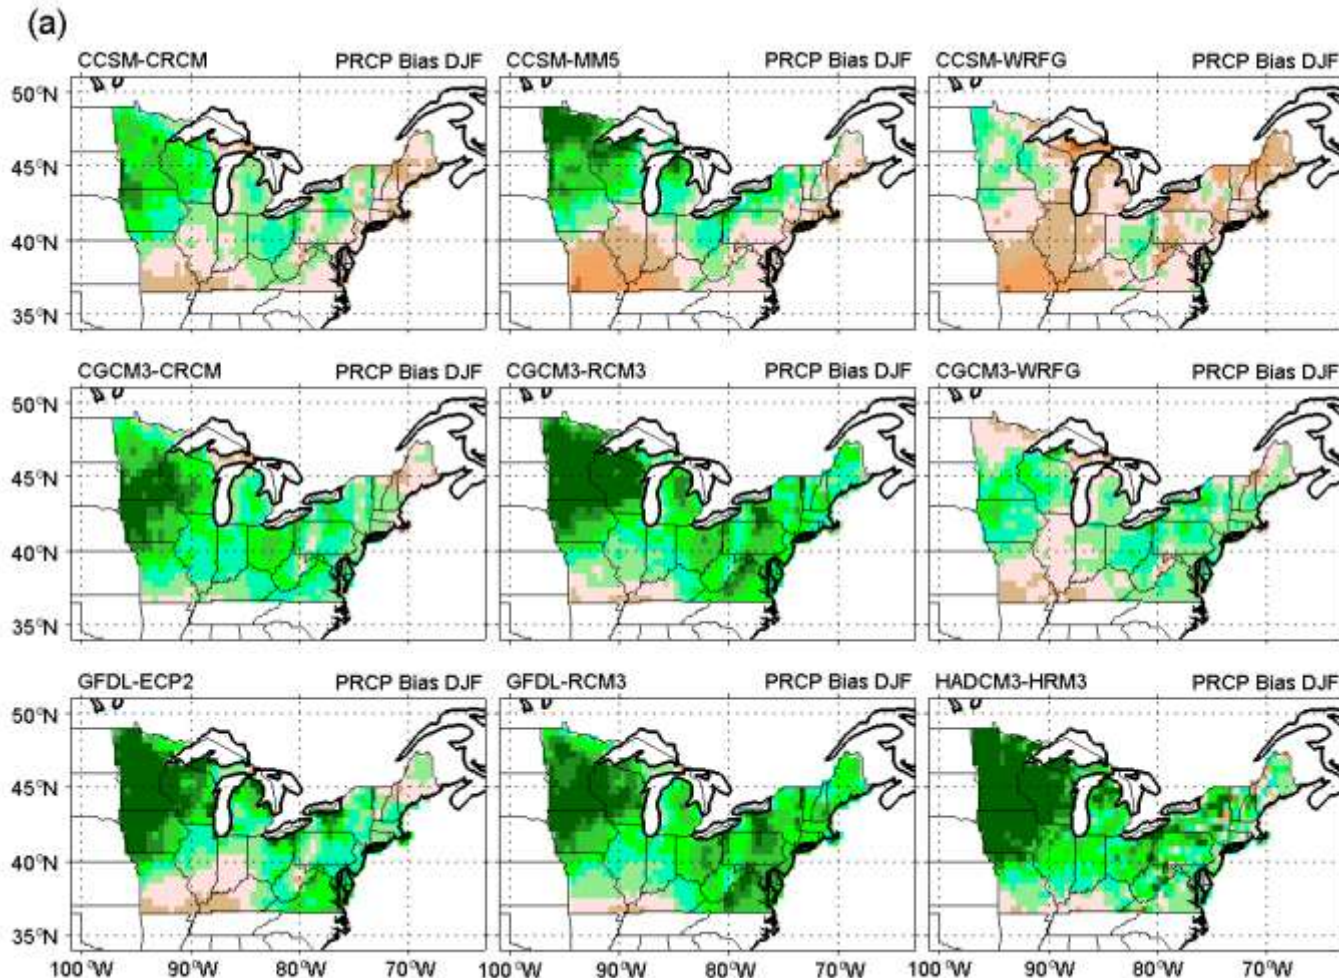 (a)
CCSM-CRCM PRCP Bias DJF CCSM-MM5 PRCP Bias DJF CCSM-WRFG PRCP Bias DJF
50°N
45°N
40°N
35°N
CGCM3-CRCM PRCP Bias DJF CGCM3-RCM3 PRCP Bias DJF CGCM3-WRFG PRCP Bias DJF
50°N
45°N
40°N
35°N
GFDL-ECP2 PRCP Bias DJF GFDL-RCM3 PRCP Bias DJF HADCM3-HRM3 PRCP Bias DJF
50°N
45°N
40°N
35°N
100°W 90°W 80°W 70°W 100°W 90°W 80°W 70°W 100°W 90°W 80°W 70°W